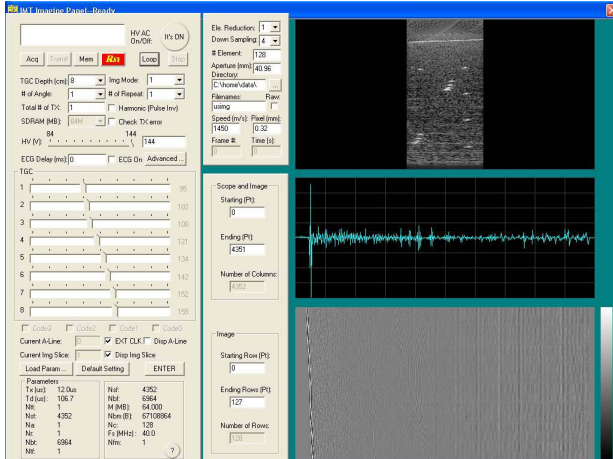 IMT Imaging Panel--Ready
HV AC
On/Off:
It's ON
Acq Trend Mem Run Loop Stop
TGC Depth (cm): 8 Img Mode: 1
# of Angle: 1 # of Repeat: 1
Total # of TX: 1 Harmonic (Pulse Inv)
SDRAM (MB): 64M Check TX error
84 144
HV (V): 144
ECG Delay (ms): 0 ECG On Advanced ...
TGC
1 95
2 102
3 108
4 121
5 134
6 142
7 152
8 155
Code3 Code2 Code1 Code0
Current A-Line: 0 EXT CLK Disp A-Line
Current Img Slice: 1 Disp Img Slice
Load Param... Default Setting ENTER
Parameters
Tx (us): 12.0us Nsf: 4352
Td (us): 106.7 Nbf: 6964
Nft: 1 M (MB): 64.000
Nst: 4352 Nbm (B): 67108864
Na: 1 Nc: 128
Nr: 1 Fs (MHz): 40.0
Nbt: 6964 Nfm: 1
Ntf: 1 ?
Ele. Reduction: 1
Down Sampling: 4
# Element: 128
Aperture (mm): 40.96
Directory:
C:\home\data\ ...
Filenames: Raw:
usimg
Speed (m/s): Pixel (mm):
1450 0.32
Frame #: Time (s):
0 0
Scope and Image
Starting (Pt):
0
Ending (Pt):
4351
Number of Columns:
4352
Image
Starting Row (Pt):
0
Ending Rows (Pt):
127
Number of Rows:
128